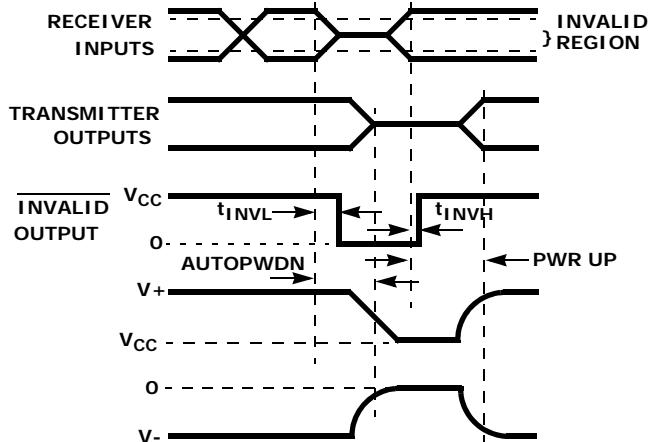 RECEIVER
INPUTS
} INVALID
REGION
TRANSMITTER
OUTPUTS
INVALID
OUTPUT
VCC
0
tINVL
tINVH
AUTOPWDN
PWR UP
V+
VCC
0
V-